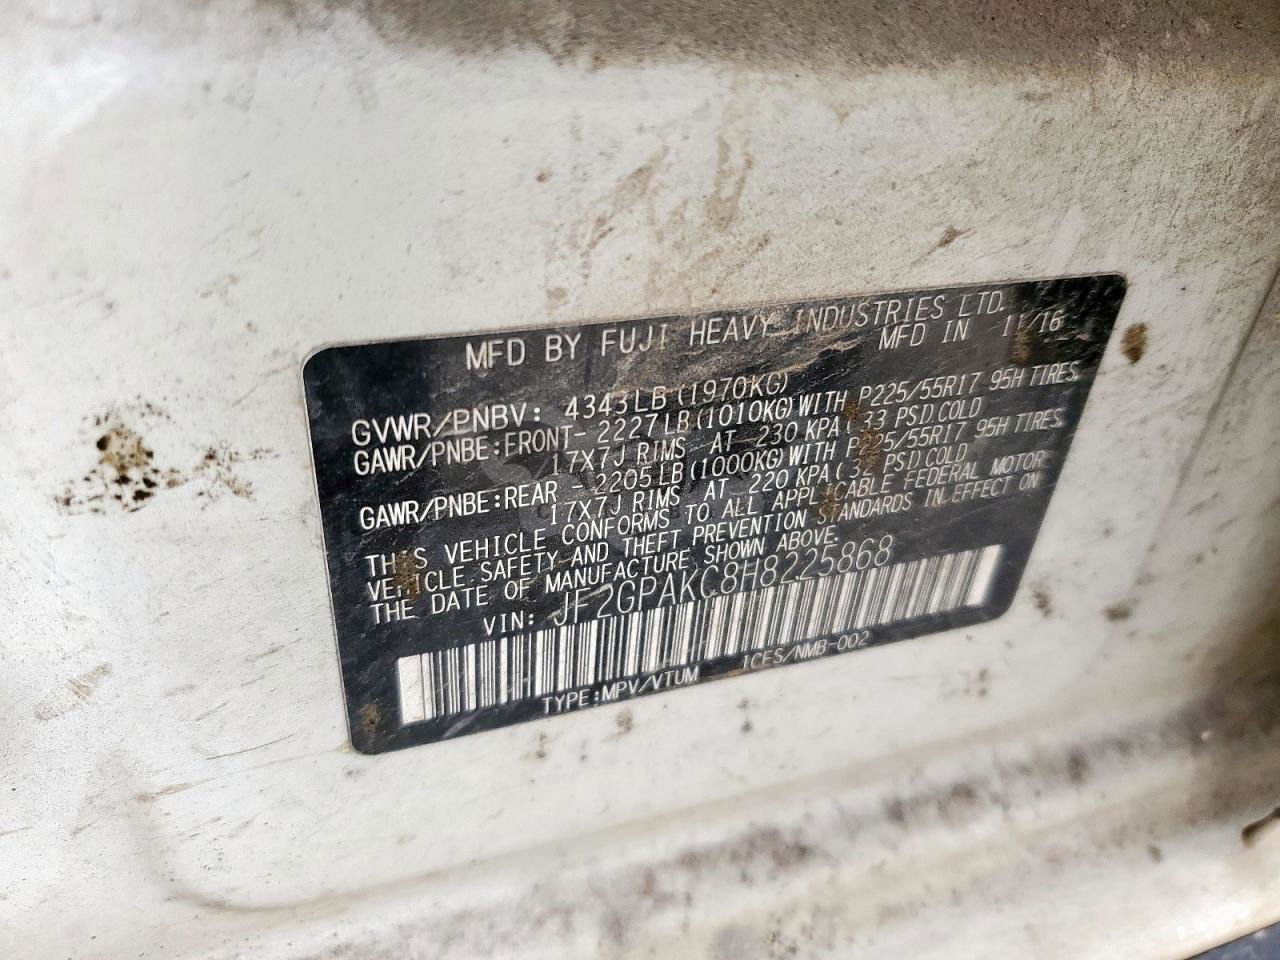 MFD BY FUJI HEAVY INDUSTRIES LTD.
MFD IN 11/16
GVWR/PNBV: 4343LB(1970KG)
GAWR/PNBE:FRONT- 2227LB(1010KG)WITH P225/55R17 95H TIRES,
17X7J RIMS AT 230 KPA(33 PSI)COLD
GAWR/PNBE:REAR - 2205LB(1000KG)WITH P225/55R17 95H TIRES,
17X7J RIMS AT 220 KPA(32 PSI)COLD
THIS VEHICLE CONFORMS TO ALL APPLICABLE FEDERAL MOTOR
VEHICLE SAFETY AND THEFT PREVENTION STANDARDS IN EFFECT ON
THE DATE OF MANUFACTURE SHOWN ABOVE.
VIN: JF2GPAKC8H8225868
TYPE:MPV/VTUM ICES/NMB-002